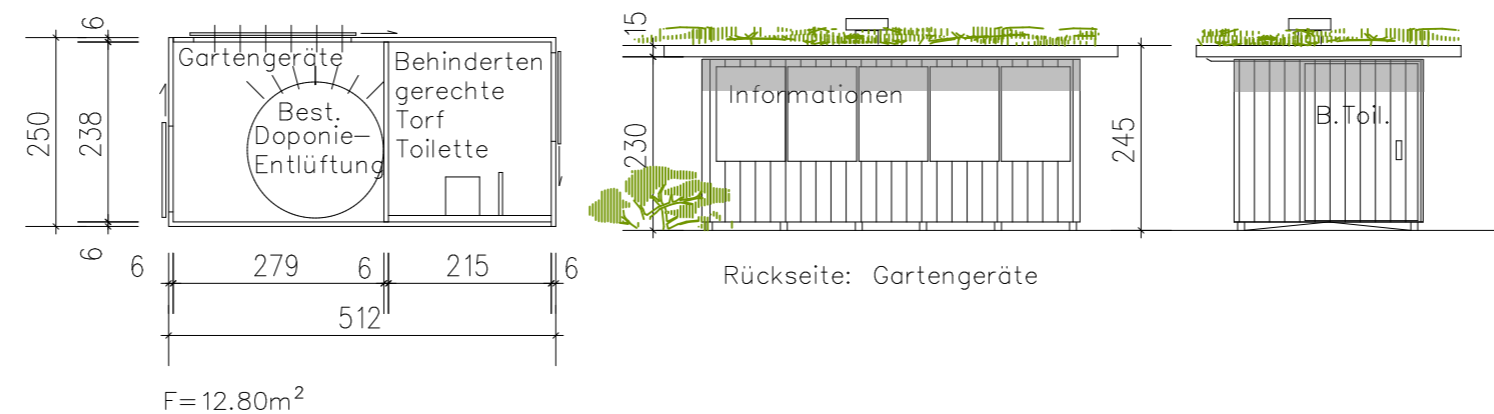 Gartengeräte
Best.
Doponie-
Entlüftung
Behinderten
gerechte
Torf
Toilette
6
250
238
6
6
279
6
215
6
512
F=12.80m²
15
230
Informationen
245
B.Toil.
Rückseite: Gartengeräte